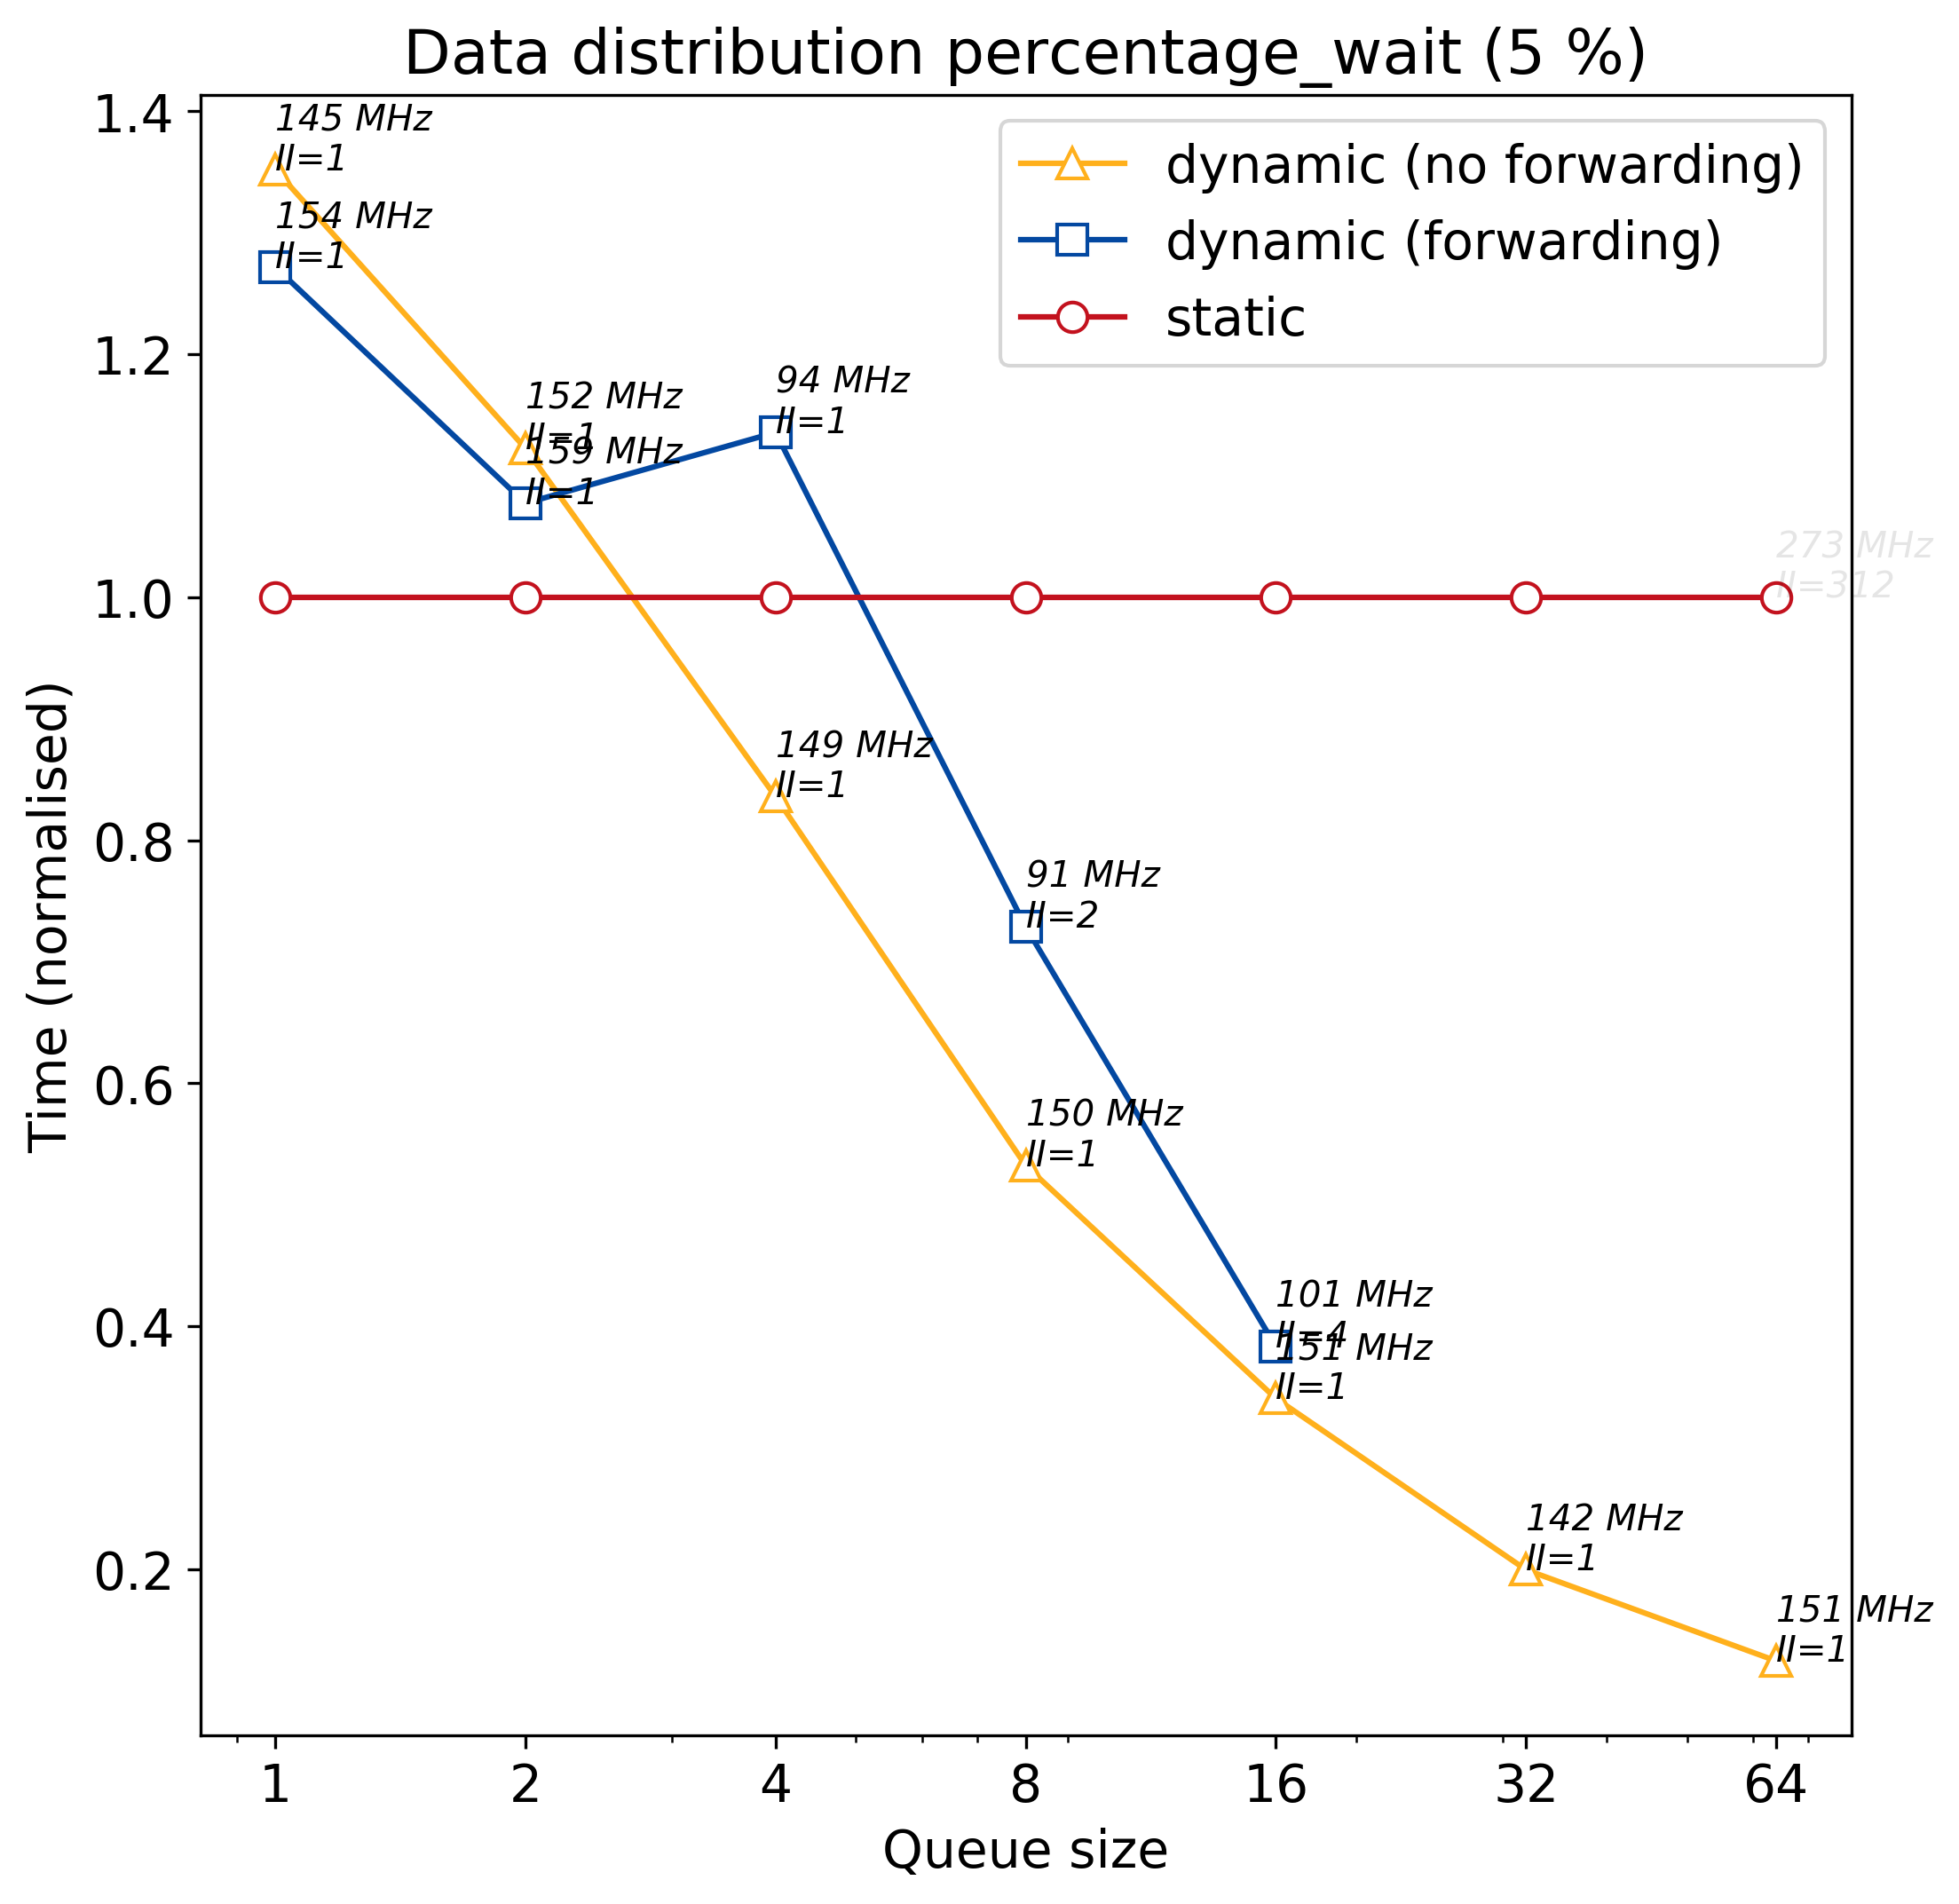 Data distribution percentage_wait (5 %)
1.4
1.2
1.0
0.8
0.6
0.4
0.2
Time (normalised)
145 MHz
II=1
154 MHz
II=1
152 MHz
II=1
159 MHz
II=1
94 MHz
II=1
149 MHz
II=1
91 MHz
II=2
150 MHz
II=1
101 MHz
II=4
151 MHz
II=1
142 MHz
II=1
151 MHz
II=1
273 MHz
II=312
dynamic (no forwarding)
dynamic (forwarding)
static
1 2 4 8 16 32 64
Queue size